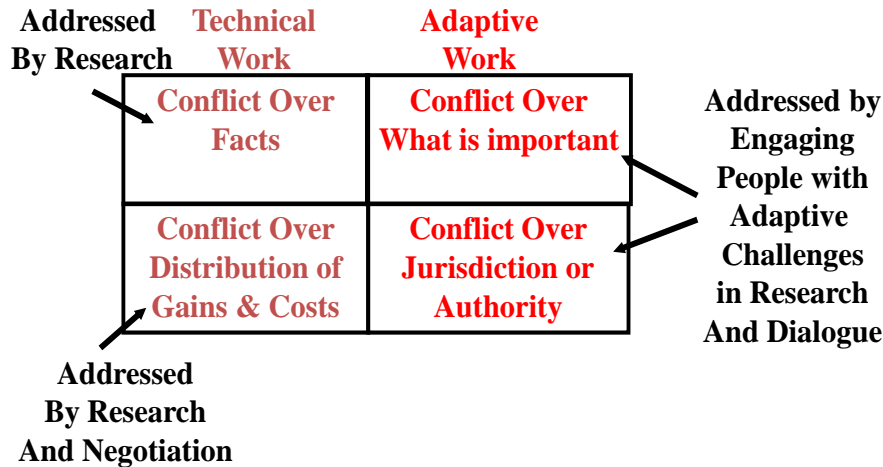 Addressed
By Research
Technical
Work
Adaptive
Work
Conflict Over
Facts
Conflict Over
What is important
Conflict Over
Distribution of
Gains & Costs
Conflict Over
Jurisdiction or
Authority
Addressed by
Engaging
People with
Adaptive
Challenges
in Research
And Dialogue
Addressed
By Research
And Negotiation